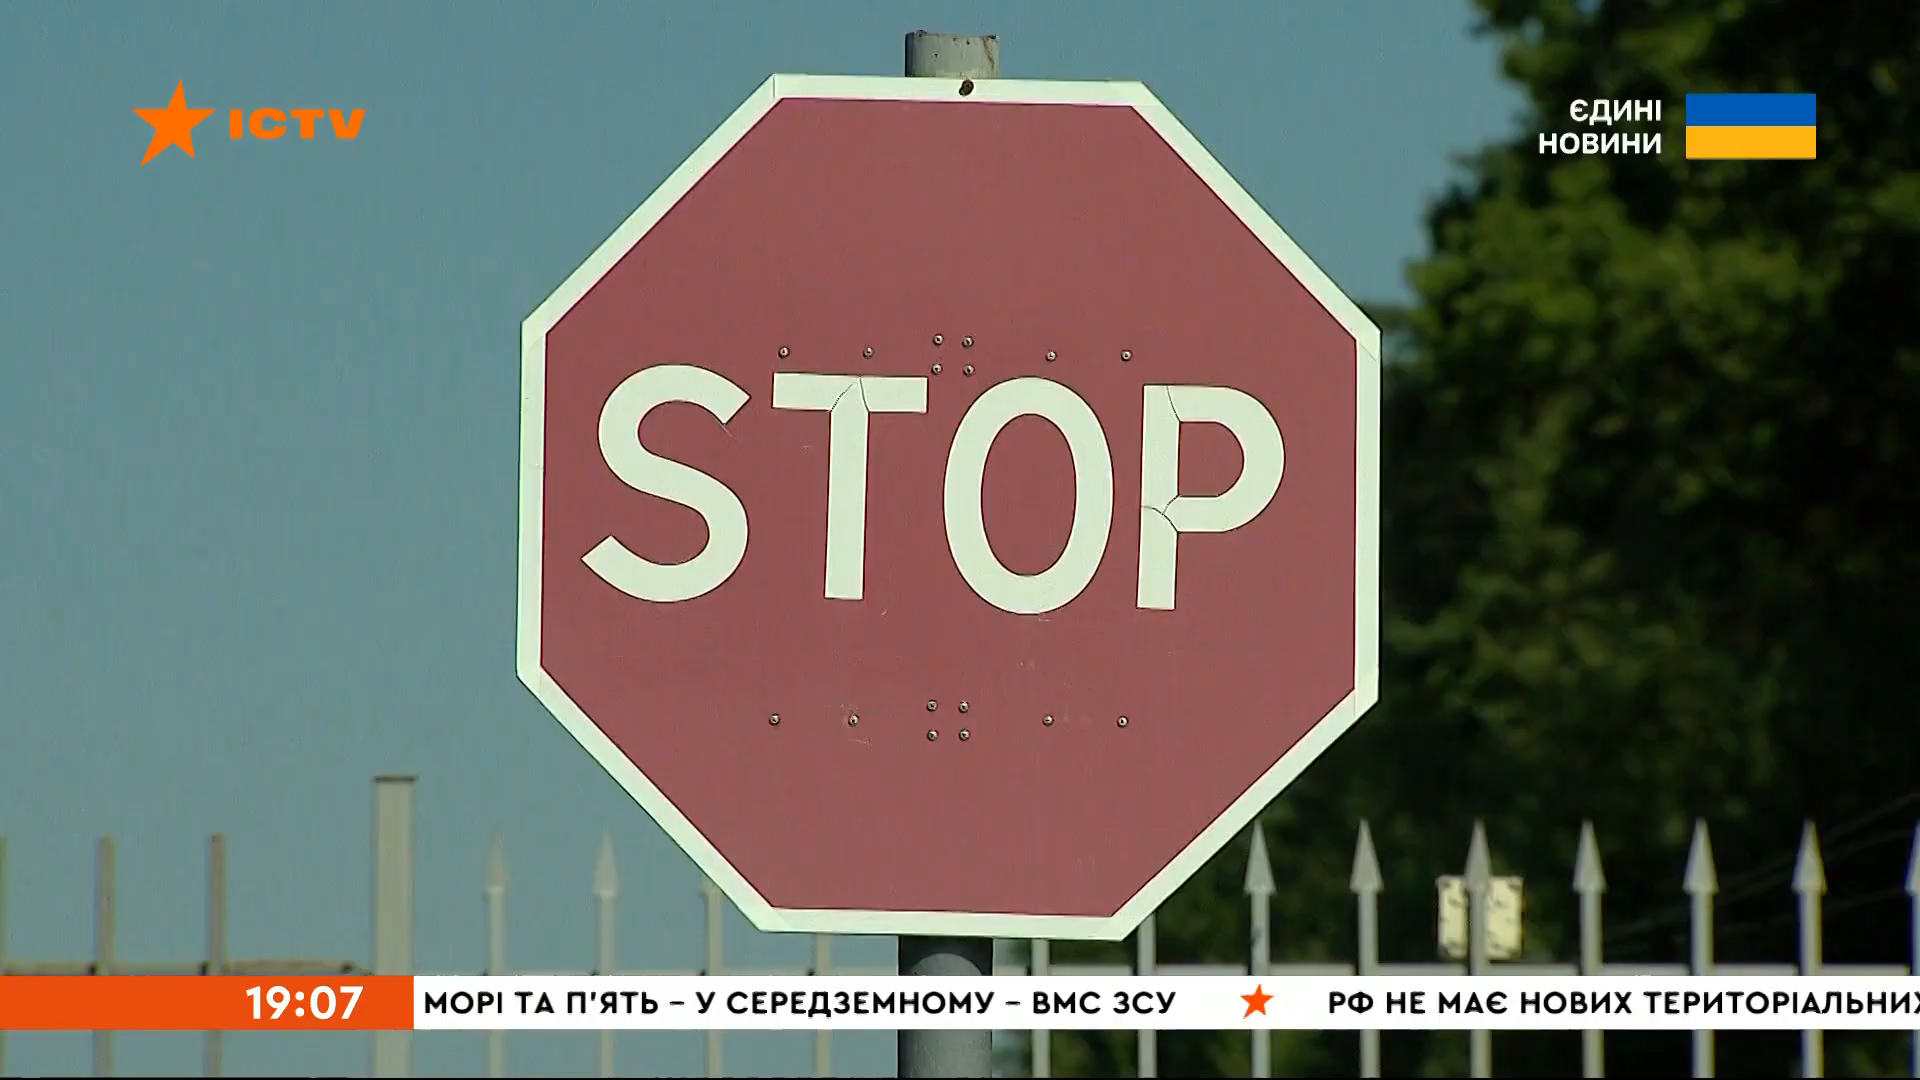 ICTV
ЄДИНІ
НОВИНИ
STOP
19:07
МОРІ ТА П'ЯТЬ – У СЕРЕДЗЕМНОМУ – ВМС ЗСУ
РФ НЕ МАЄ НОВИХ ТЕРИТОРІАЛЬНИХ